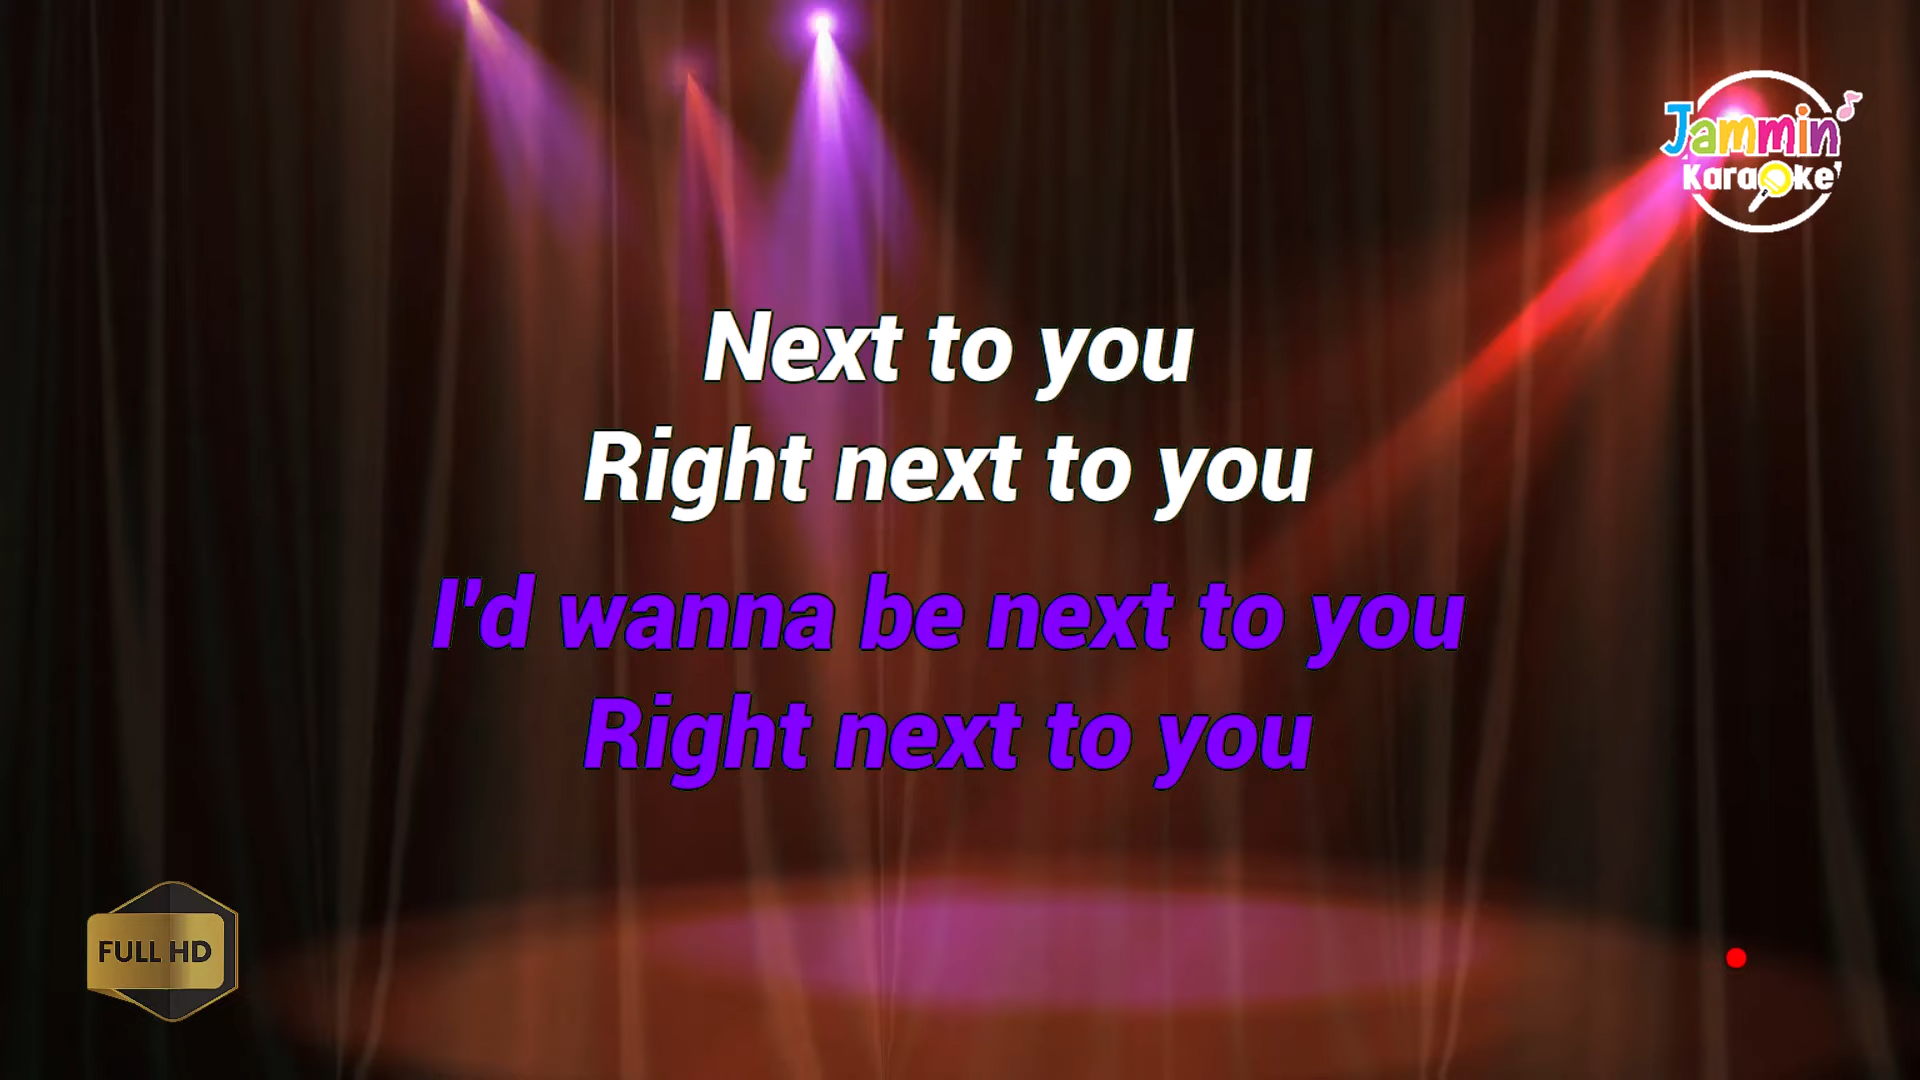 Jammin'
Karaoke
Next to you
Right next to you
I'd wanna be next to you
Right next to you
FULL HD